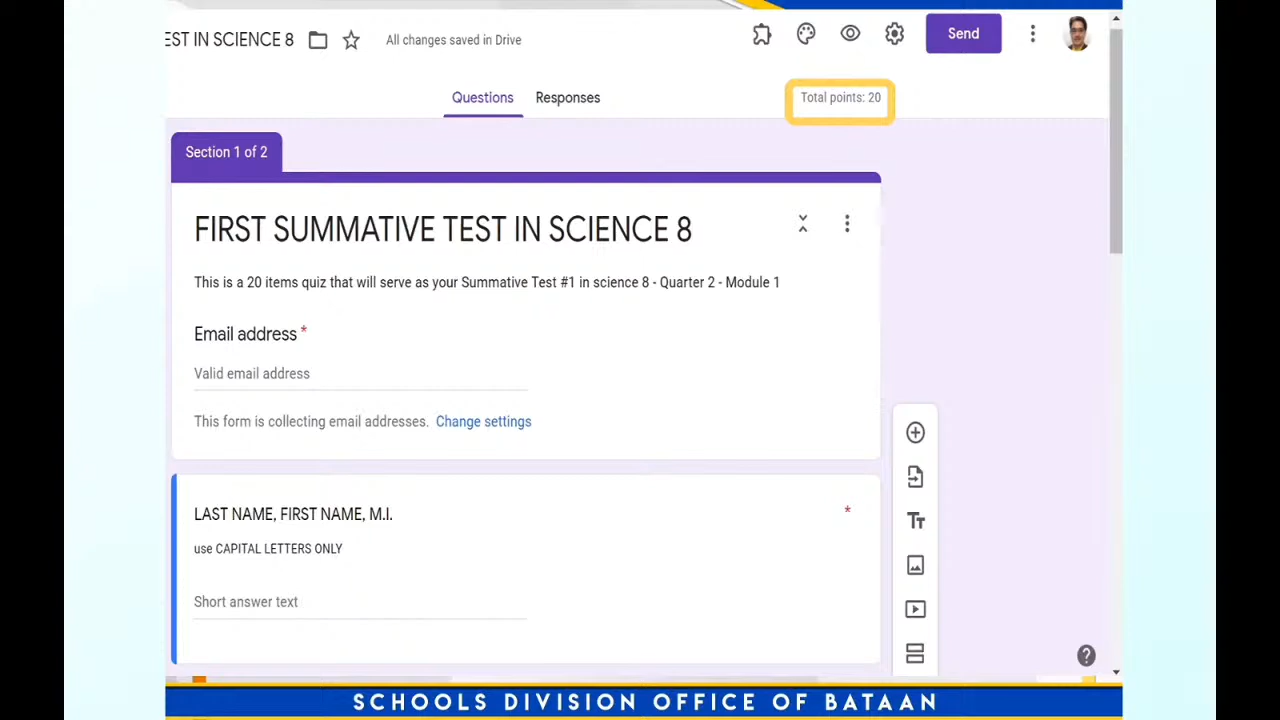 EST IN SCIENCE 8
All changes saved in Drive
Send
Questions
Responses
Total points: 20
Section 1 of 2
FIRST SUMMATIVE TEST IN SCIENCE 8
This is a 20 items quiz that will serve as your Summative Test #1 in science 8 - Quarter 2 - Module 1
Email address *
Valid email address
This form is collecting email addresses. Change settings
LAST NAME, FIRST NAME, M.I. *
use CAPITAL LETTERS ONLY
Short answer text
SCHOOLS DIVISION OFFICE OF BATAAN